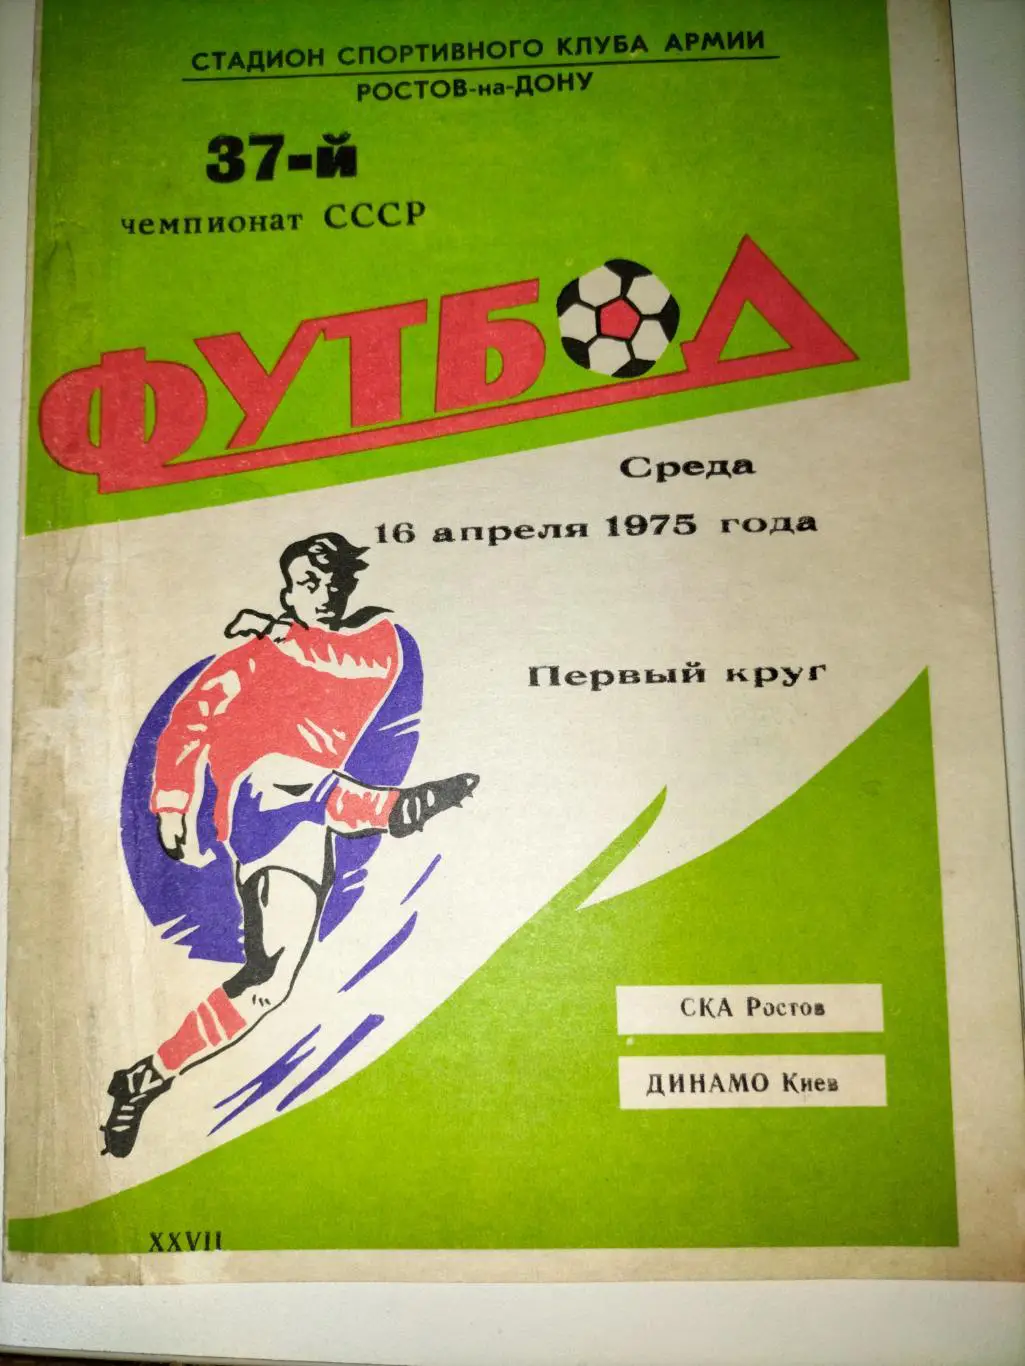 СТАДИОН СПОРТИВНОГО КЛУБА АРМИИ
РОСТОВ-на-ДОНУ
37-й
чемпионат СССР
ФУТБОЛ
Среда
16 апреля 1975 года
Первый круг
СКА Ростов
ДИНАМО Киев
XXVII